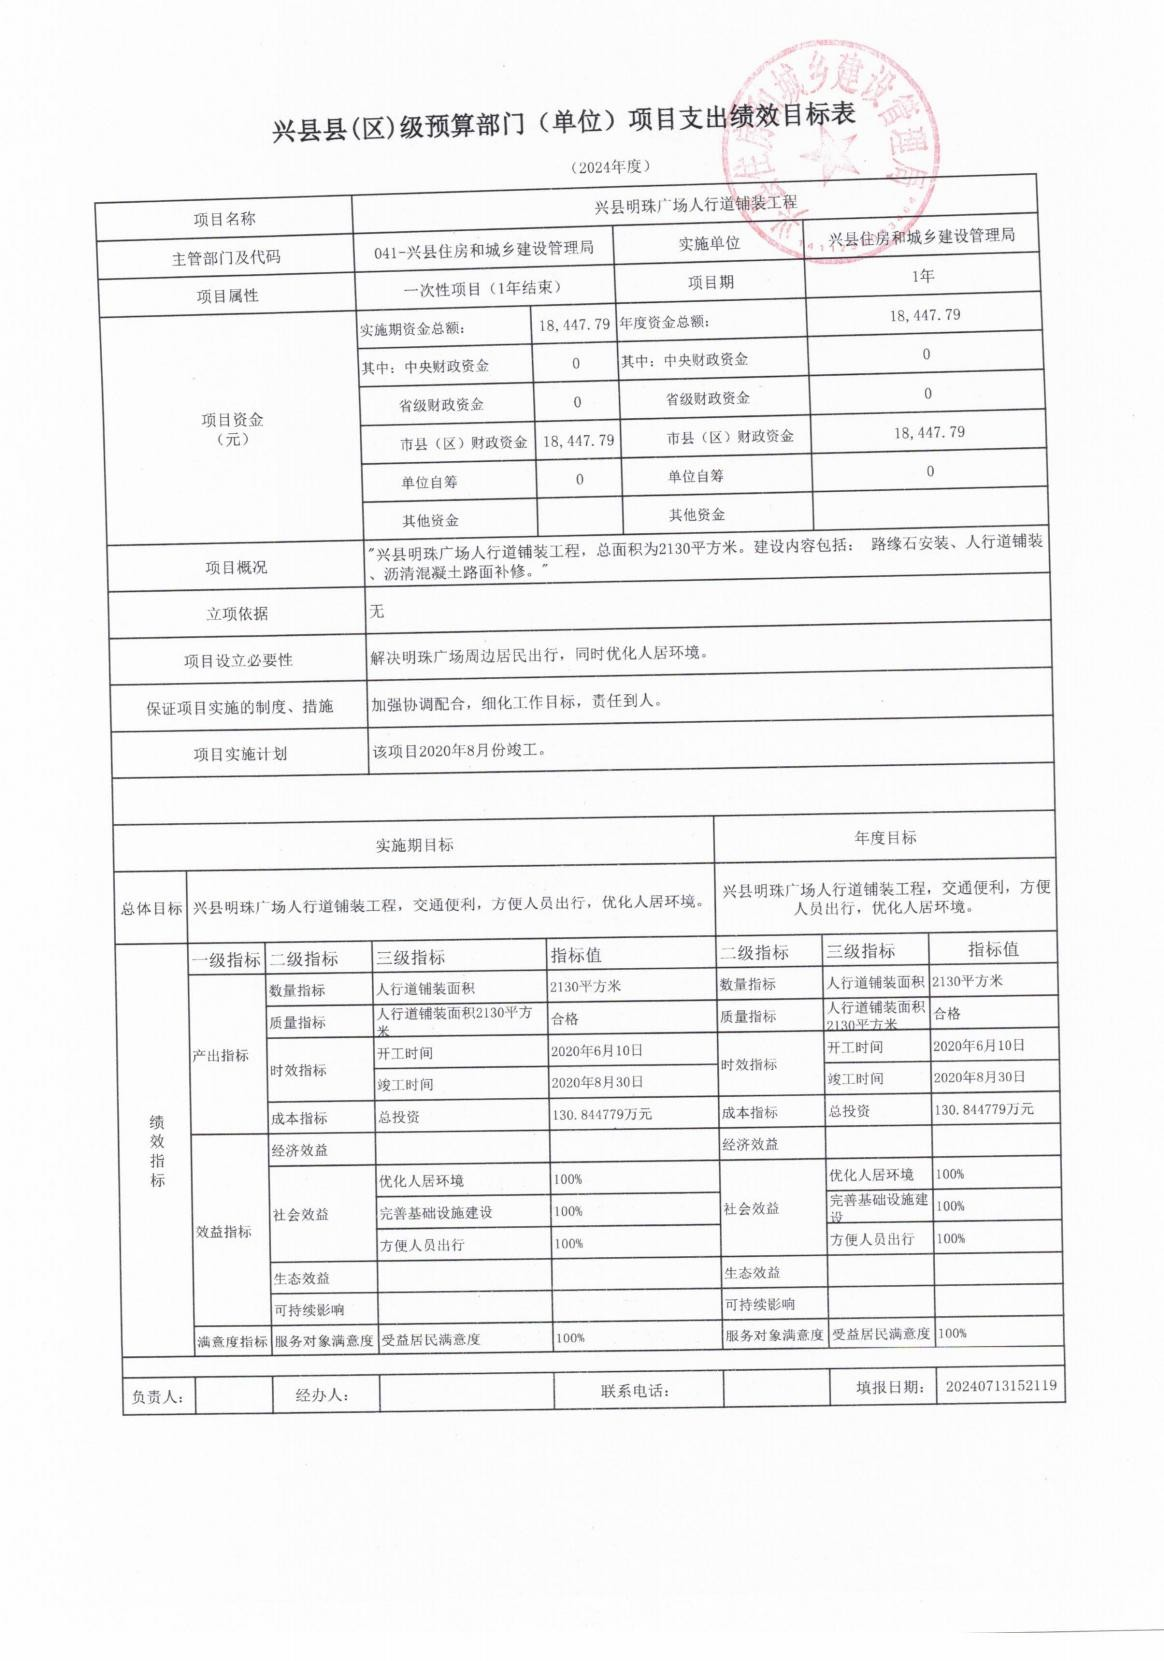 兴县县(区)级预算部门（单位）项目支出绩效目标表
（2024年度）
项目名称 兴县明珠广场人行道铺装工程
主管部门及代码 041-兴县住房和城乡建设管理局 实施单位 兴县住房和城乡建设管理局
项目属性 一次性项目（1年结束） 项目期 1年
项目资金
（元）
实施期资金总额： 18,447.79 年度资金总额： 18,447.79
其中：中央财政资金 0 其中：中央财政资金 0
省级财政资金 0 省级财政资金 0
市县（区）财政资金 18,447.79 市县（区）财政资金 18,447.79
单位自筹 0 单位自筹 0
其他资金 其他资金
项目概况 "兴县明珠广场人行道铺装工程，总面积为2130平方米。建设内容包括： 路缘石安装、人行道铺装
、沥清混凝土路面补修。"
立项依据 无
项目设立必要性 解决明珠广场周边居民出行，同时优化人居环境。
保证项目实施的制度、措施 加强协调配合，细化工作目标，责任到人。
项目实施计划 该项目2020年8月份竣工。
实施期目标 年度目标
总体目标 兴县明珠广场人行道铺装工程，交通便利，方便人员出行，优化人居环境。 兴县明珠广场人行道铺装工程，交通便利，方便
人员出行，优化人居环境。
绩效指标
一级指标 二级指标 三级指标 指标值 二级指标 三级指标 指标值
产出指标
数量指标 人行道铺装面积 2130平方米 数量指标 人行道铺装面积 2130平方米
质量指标 人行道铺装面积2130平方
米 合格 质量指标 人行道铺装面积
2130平方米 合格
时效指标 开工时间 2020年6月10日 时效指标 开工时间 2020年6月10日
竣工时间 2020年8月30日 竣工时间 2020年8月30日
成本指标 总投资 130.844779万元 成本指标 总投资 130.844779万元
效益指标
经济效益 经济效益
社会效益 优化人居环境 100% 社会效益 优化人居环境 100%
完善基础设施建设 100% 完善基础设施建
设 100%
方便人员出行 100% 方便人员出行 100%
生态效益 生态效益
可持续影响 可持续影响
满意度指标 服务对象满意度 受益居民满意度 100% 服务对象满意度 受益居民满意度 100%
负责人： 经办人： 联系电话： 填报日期： 20240713152119
兴县住房和城乡建设管理局